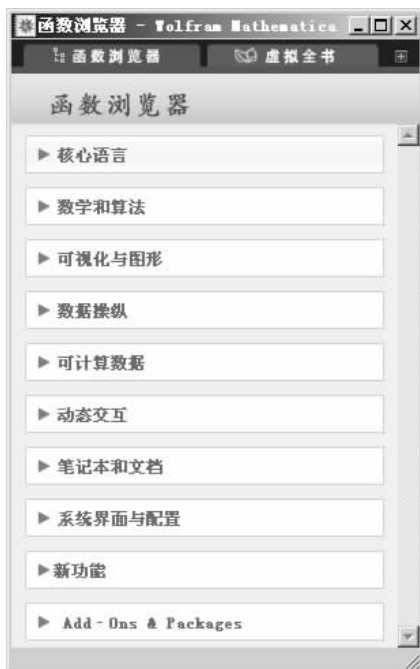 函数浏览器 - Wolfram Mathematica
函数浏览器 虚拟全书
函数浏览器
核心语言
数学和算法
可视化与图形
数据操纵
可计算数据
动态交互
笔记本和文档
系统界面与配置
新功能
Add-Ons & Packages